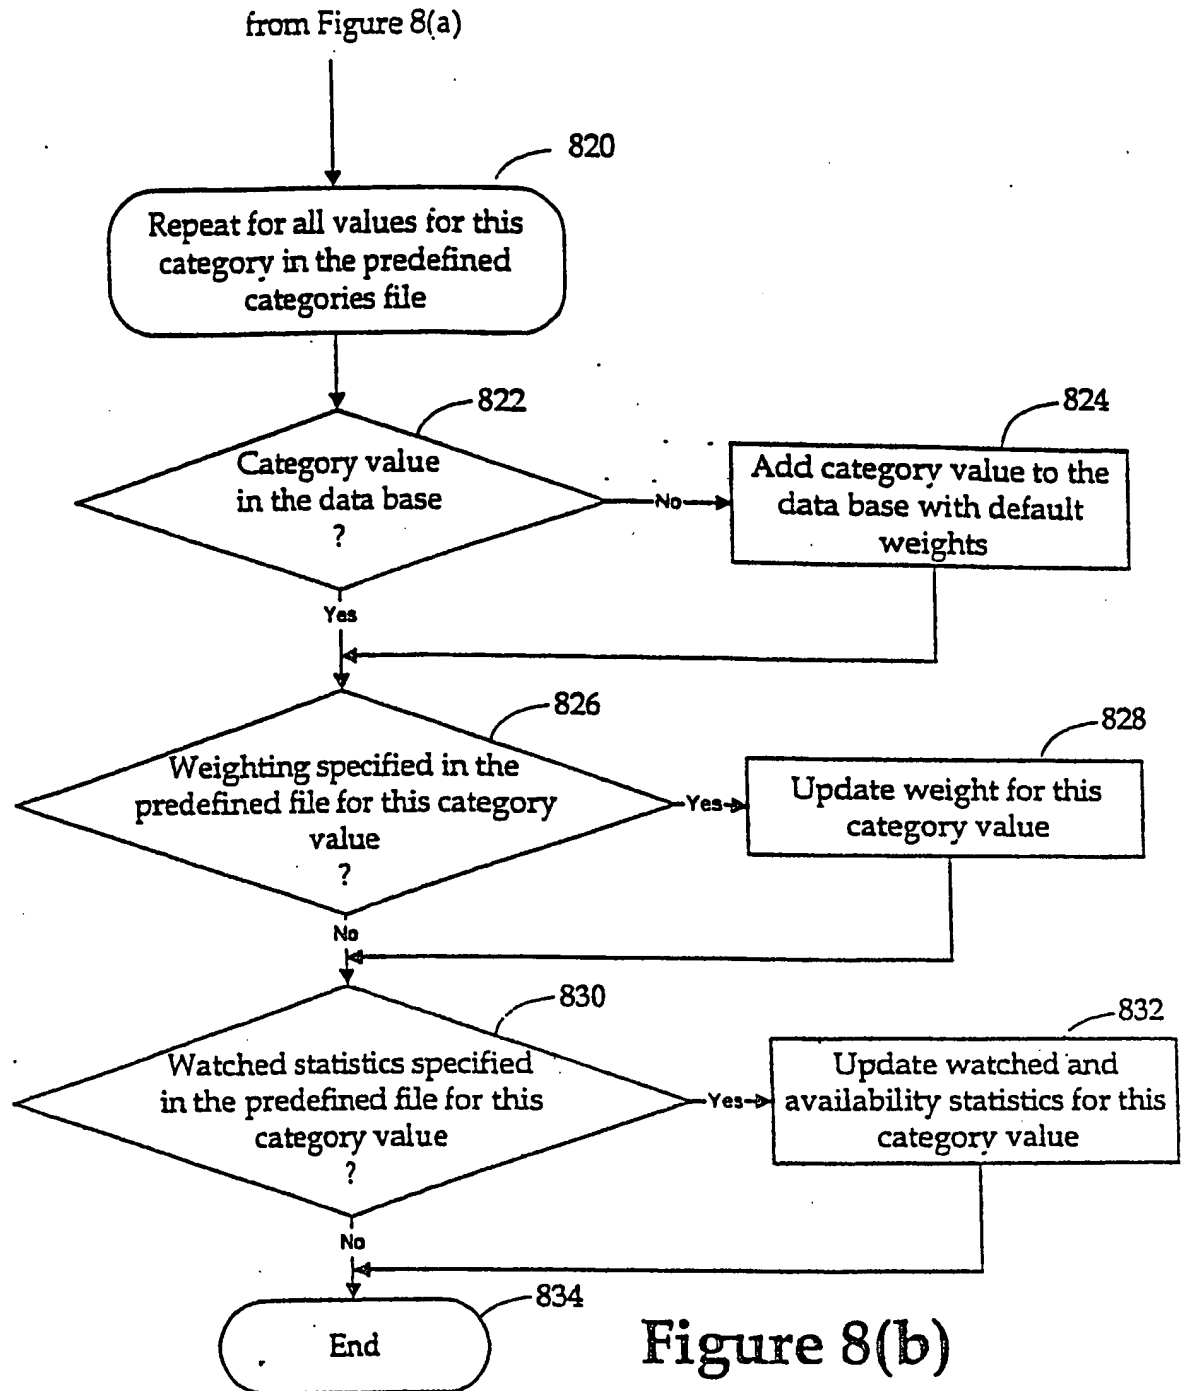 from Figure 8(a)
820
Repeat for all values for this
category in the predefined
categories file
822
Category value
in the data base
?
No
824
Add category value to the
data base with default
weights
Yes
826
Weighting specified in the
predefined file for this category
value
?
Yes
828
Update weight for this
category value
No
830
Watched statistics specified
in the predefined file for this
category value
?
Yes
832
Update watched and
availability statistics for this
category value
No
834
End
Figure 8(b)